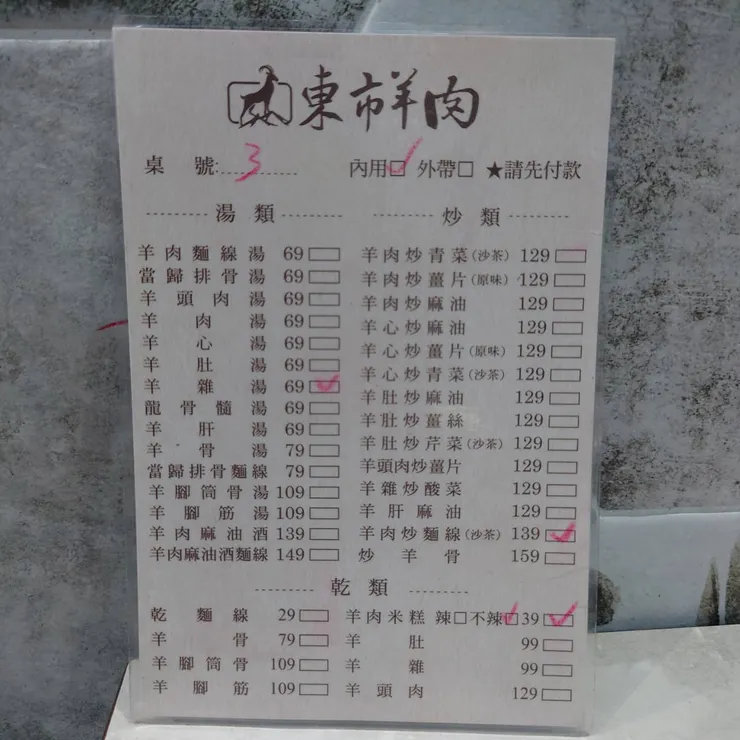 東市羊肉
桌號: 3 內用☑ 外帶□ ★請先付款
湯類
羊肉麵線湯 69
當歸排骨湯 69
羊頭肉湯 69
羊肉湯 69
羊心湯 69
羊肚湯 69
羊雜湯 69 ✓
龍骨髓湯 69
羊肝湯 69
羊骨湯 79
當歸排骨麵線 79
羊腳筒骨湯 109
羊腳筋湯 109
羊肉麻油酒 139
羊肉麻油酒麵線 149
炒類
羊肉炒青菜(沙茶) 129
羊肉炒薑片(原味) 129
羊肉炒麻油 129
羊心炒麻油 129
羊心炒薑片(原味) 129
羊心炒青菜(沙茶) 129
羊肚炒麻油 129
羊肚炒薑絲 129
羊肚炒芹菜(沙茶) 129
羊頭肉炒薑片 129
羊雜炒酸菜 129
羊肝麻油 129
羊肉炒麵線(沙茶) 139 ✓
炒羊骨 159
乾類
乾麵線 29
羊骨 79
羊腳筒骨 109
羊腳筋 109
羊肉米糕 辣□不辣☑39 ✓
羊肚 99
羊雜 99
羊頭肉 129